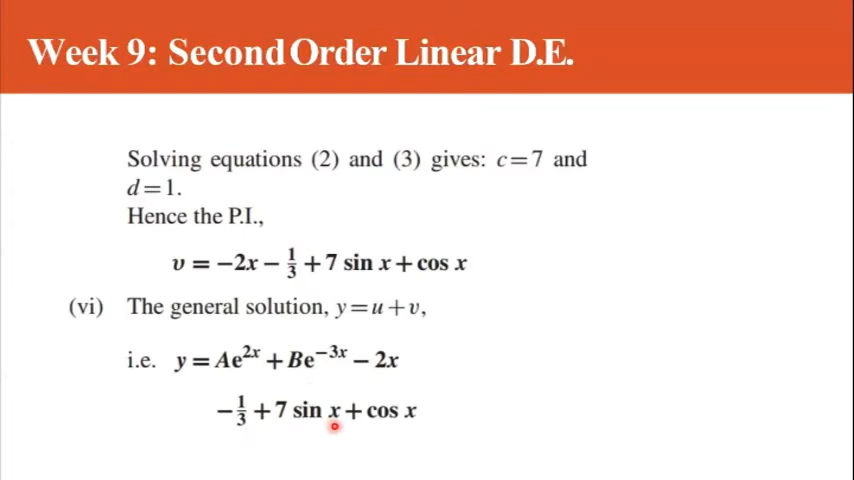 Week 9: Second Order Linear D.E.
Solving equations (2) and (3) gives: c=7 and
d=1.
Hence the P.I.,
υ = −2x − 1/3 + 7 sin x + cos x
(vi) The general solution, y=u+υ,
i.e. y = Ae^{2x} + Be^{−3x} − 2x
− 1/3 + 7 sin x + cos x